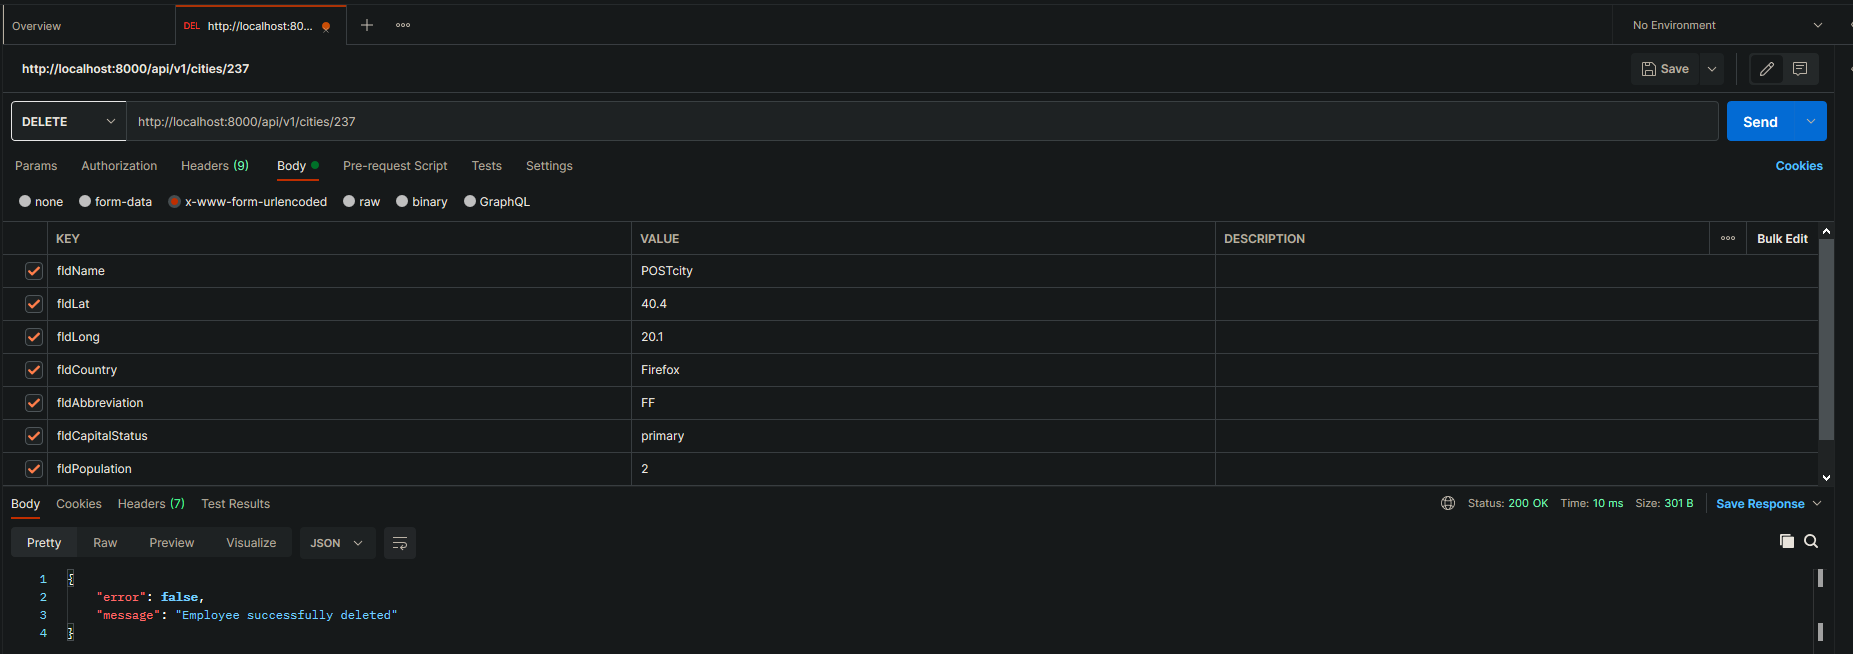 Overview
DEL http://localhost:80...
No Environment
http://localhost:8000/api/v1/cities/237
Save
DELETE http://localhost:8000/api/v1/cities/237 Send
Params Authorization Headers (9) Body Pre-request Script Tests Settings Cookies
none form-data x-www-form-urlencoded raw binary GraphQL
KEY VALUE DESCRIPTION Bulk Edit
fldName POSTcity
fldLat 40.4
fldLong 20.1
fldCountry Firefox
fldAbbreviation FF
fldCapitalStatus primary
fldPopulation 2
Body Cookies Headers (7) Test Results Status: 200 OK Time: 10 ms Size: 301 B Save Response
Pretty Raw Preview Visualize JSON
1 {
2 "error": false,
3 "message": "Employee successfully deleted"
4 }